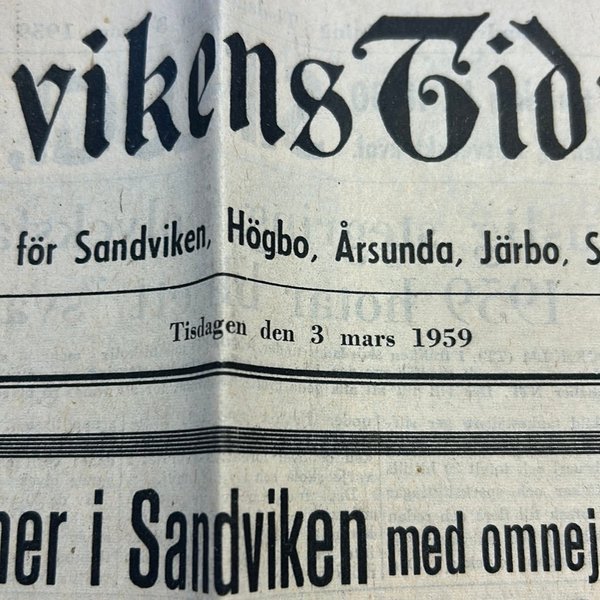 vikens Tid
för Sandviken, Högbo, Årsunda, Järbo, S
Tisdagen den 3 mars 1959
ner i Sandviken med omnej